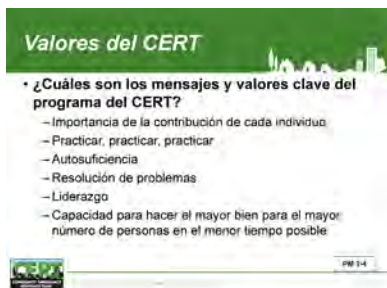 Valores del CERT
• ¿Cuáles son los mensajes y valores clave del
programa del CERT?
– Importancia de la contribución de cada individuo
– Practicar, practicar, practicar
– Autosuficiencia
– Resolución de problemas
– Liderazgo
– Capacidad para hacer el mayor bien para el mayor
número de personas en el menor tiempo posible
CERT